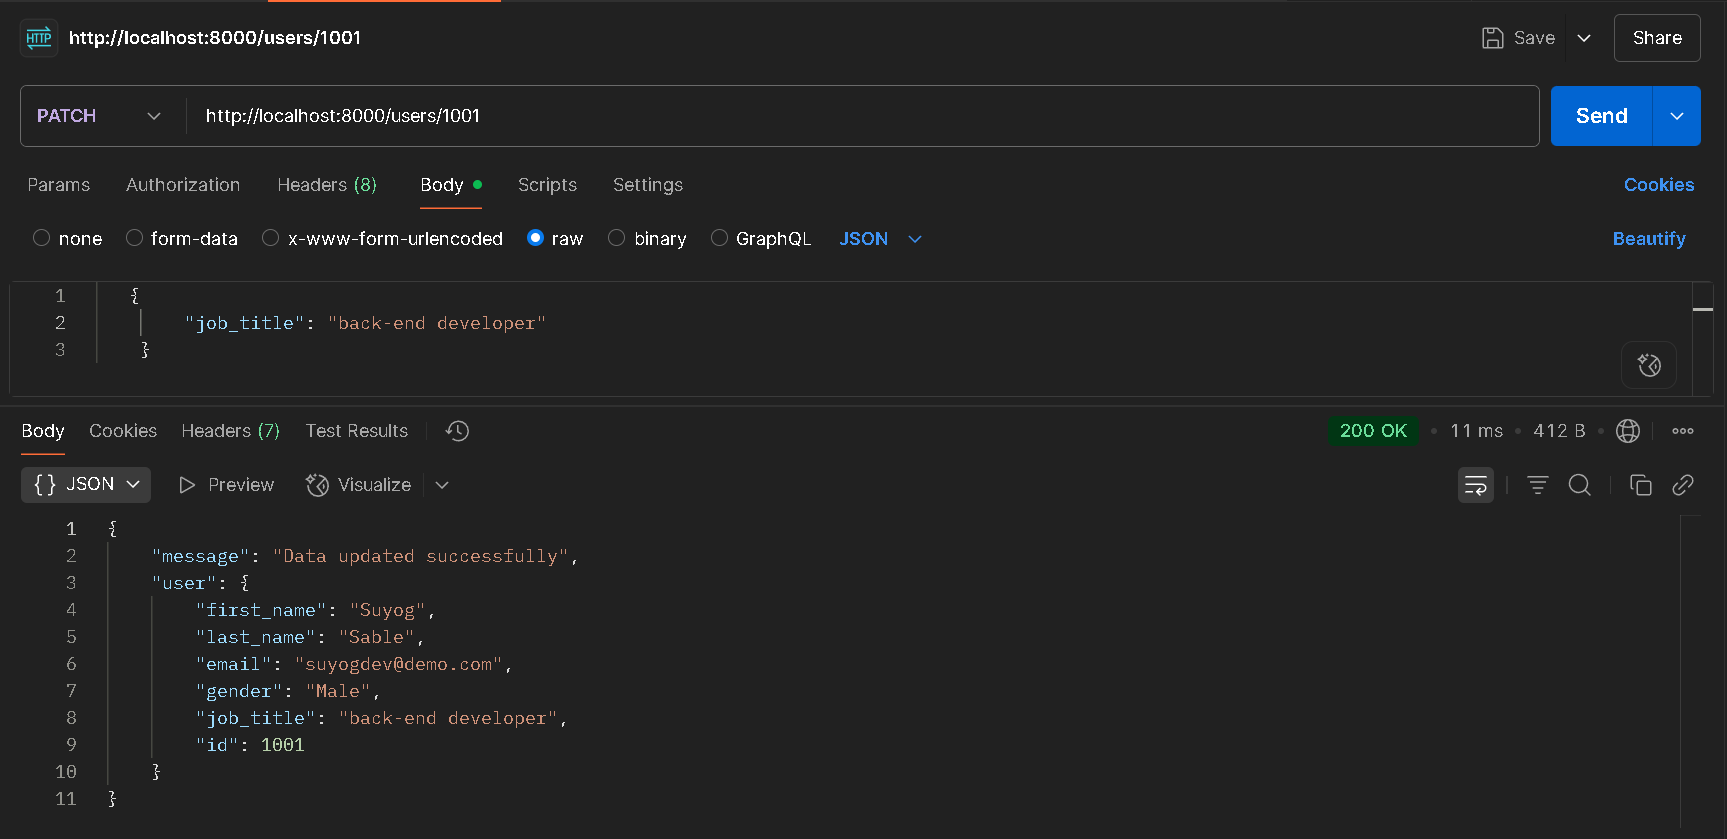 HTTP http://localhost:8000/users/1001 Save Share
PATCH http://localhost:8000/users/1001 Send
Params Authorization Headers (8) Body Scripts Settings Cookies
none form-data x-www-form-urlencoded raw binary GraphQL JSON Beautify
1 {
2 "job_title": "back-end developer"
3 }
Body Cookies Headers (7) Test Results 200 OK • 11 ms • 412 B •
{} JSON Preview Visualize
1 {
2 "message": "Data updated successfully",
3 "user": {
4 "first_name": "Suyog",
5 "last_name": "Sable",
6 "email": "suyogdev@demo.com",
7 "gender": "Male",
8 "job_title": "back-end developer",
9 "id": 1001
10 }
11 }